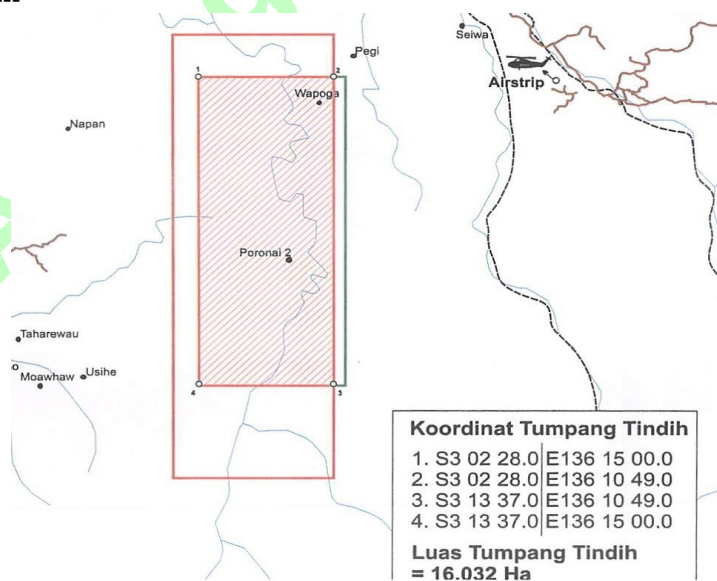 Seiwa
Pegi
Airstrip
1
2
Wapoga
Napan
Poronai 2
Taharewau
Moawhaw
Usihe
4
3
Koordinat Tumpang Tindih
1. S3 02 28.0 E136 15 00.0
2. S3 02 28.0 E136 10 49.0
3. S3 13 37.0 E136 10 49.0
4. S3 13 37.0 E136 15 00.0
Luas Tumpang Tindih
= 16.032 Ha